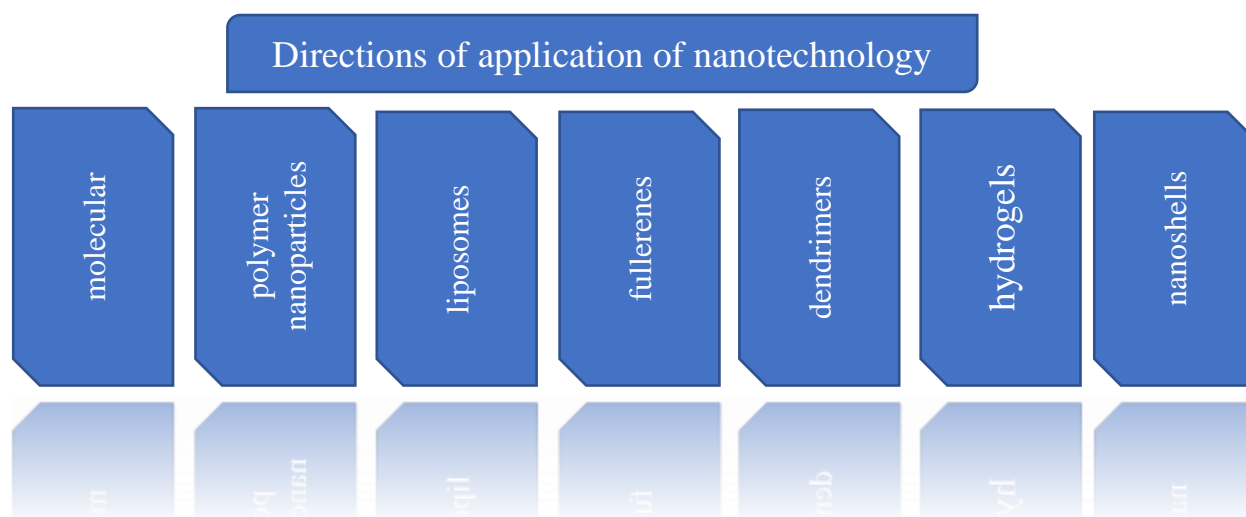 Directions of application of nanotechnology
molecular
polymer
nanoparticles
liposomes
fullerenes
dendrimers
hydrogels
nanoshells